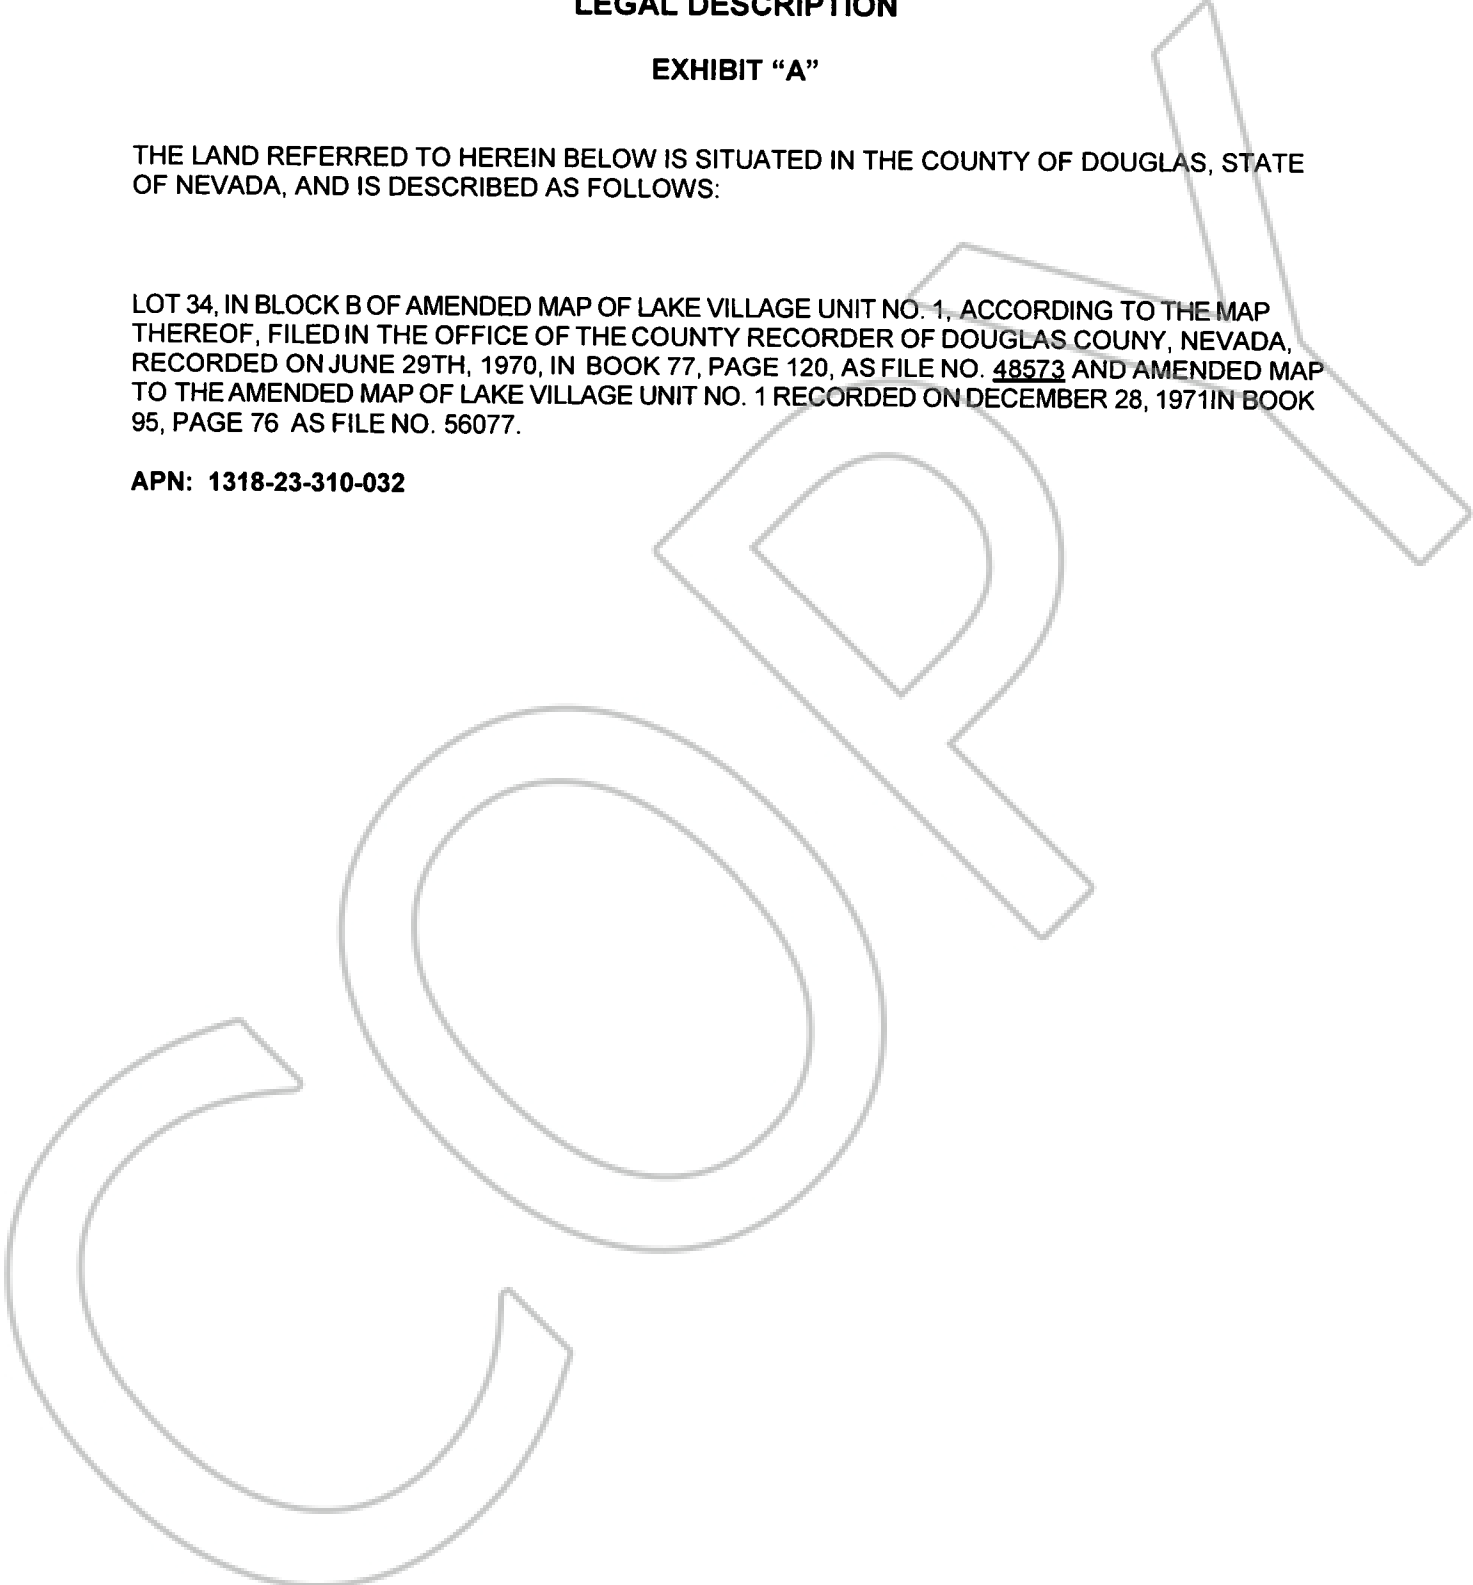 LEGAL DESCRIPTION
EXHIBIT “A”
THE LAND REFERRED TO HEREIN BELOW IS SITUATED IN THE COUNTY OF DOUGLAS, STATE
OF NEVADA, AND IS DESCRIBED AS FOLLOWS:
LOT 34, IN BLOCK B OF AMENDED MAP OF LAKE VILLAGE UNIT NO. 1, ACCORDING TO THE MAP
THEREOF, FILED IN THE OFFICE OF THE COUNTY RECORDER OF DOUGLAS COUNY, NEVADA,
RECORDED ON JUNE 29TH, 1970, IN BOOK 77, PAGE 120, AS FILE NO. 48573 AND AMENDED MAP
TO THE AMENDED MAP OF LAKE VILLAGE UNIT NO. 1 RECORDED ON DECEMBER 28, 1971IN BOOK
95, PAGE 76 AS FILE NO. 56077.
APN: 1318-23-310-032
COPY